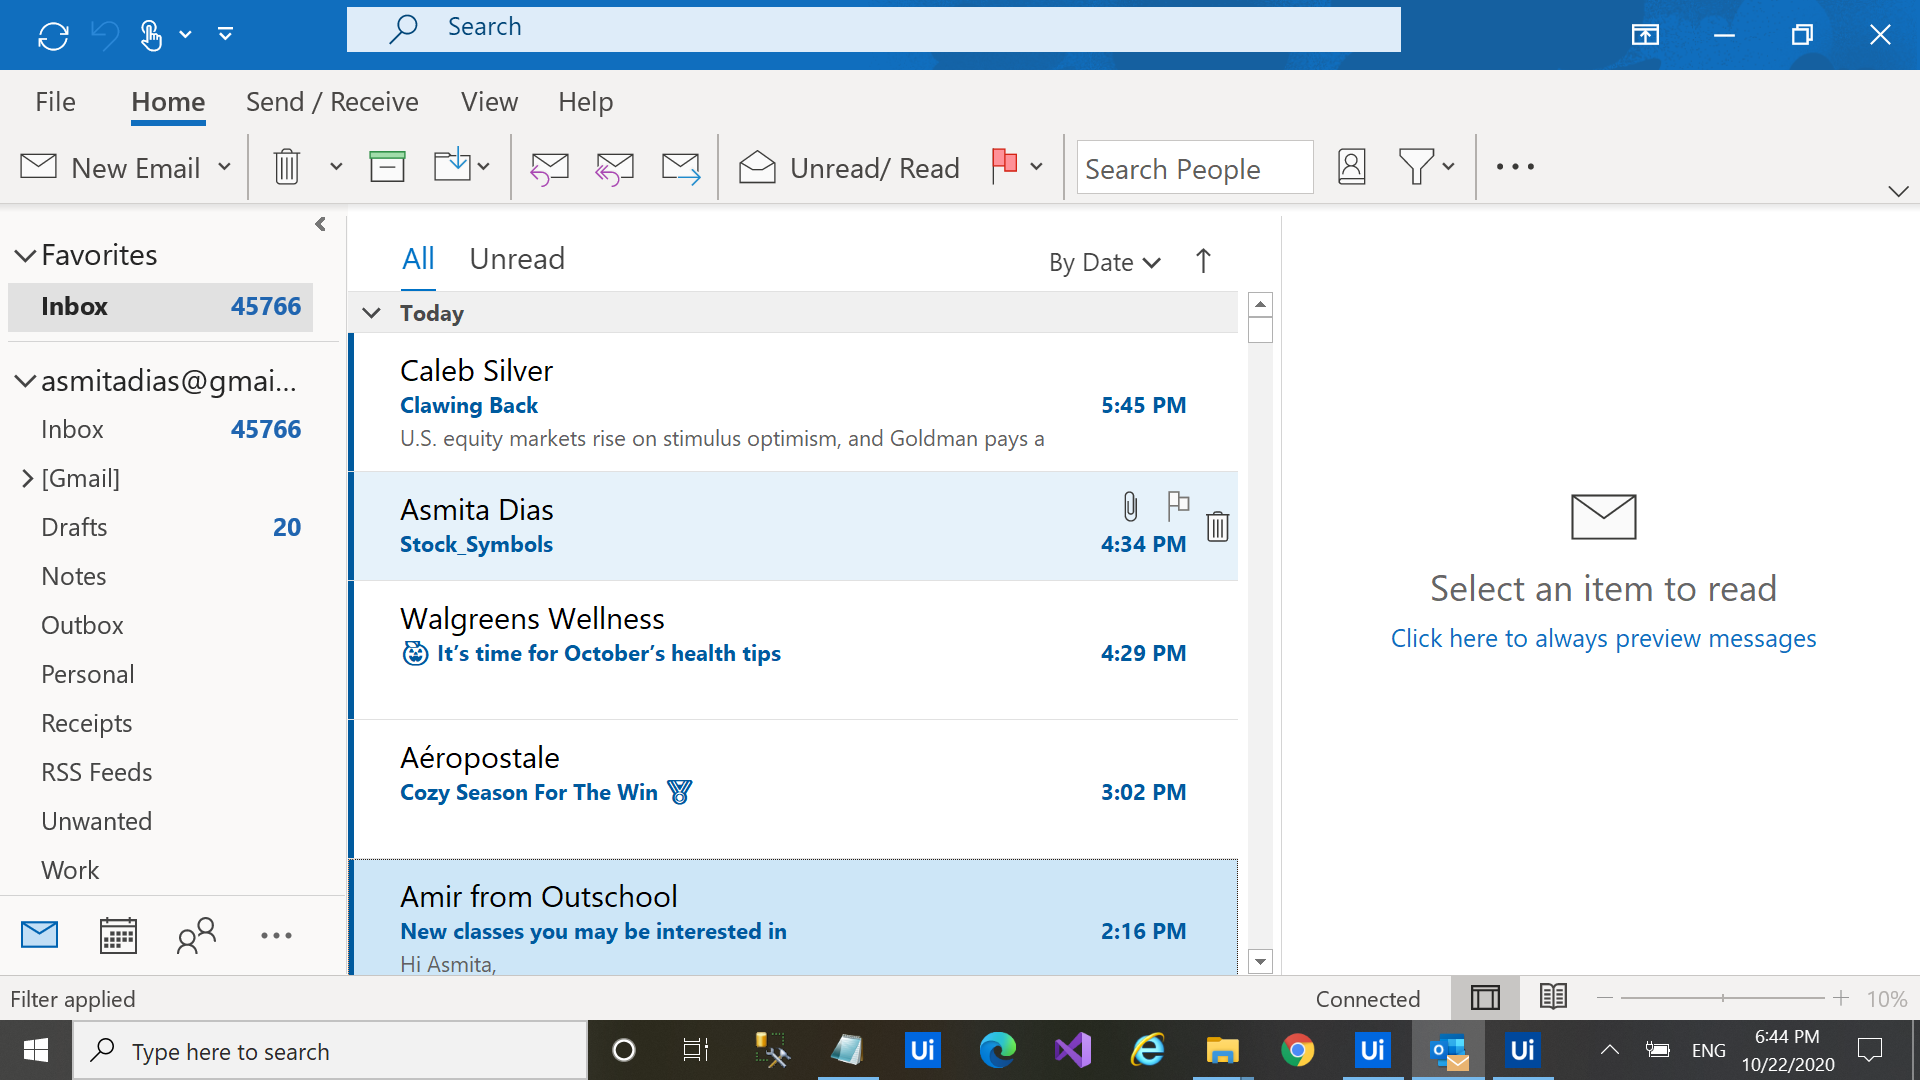 Search
File Home Send / Receive View Help
New Email Unread/ Read Search People
Favorites
Inbox 45766
asmitadias@gmai...
Inbox 45766
[Gmail]
Drafts 20
Notes
Outbox
Personal
Receipts
RSS Feeds
Unwanted
Work
All Unread By Date
Today
Caleb Silver
Clawing Back 5:45 PM
U.S. equity markets rise on stimulus optimism, and Goldman pays a
Asmita Dias
Stock_Symbols 4:34 PM
Walgreens Wellness
It’s time for October’s health tips 4:29 PM
Aéropostale
Cozy Season For The Win 3:02 PM
Amir from Outschool
New classes you may be interested in 2:16 PM
Hi Asmita,
Select an item to read
Click here to always preview messages
Filter applied Connected 10%
Type here to search Ui Ui Ui ENG 6:44 PM
10/22/2020